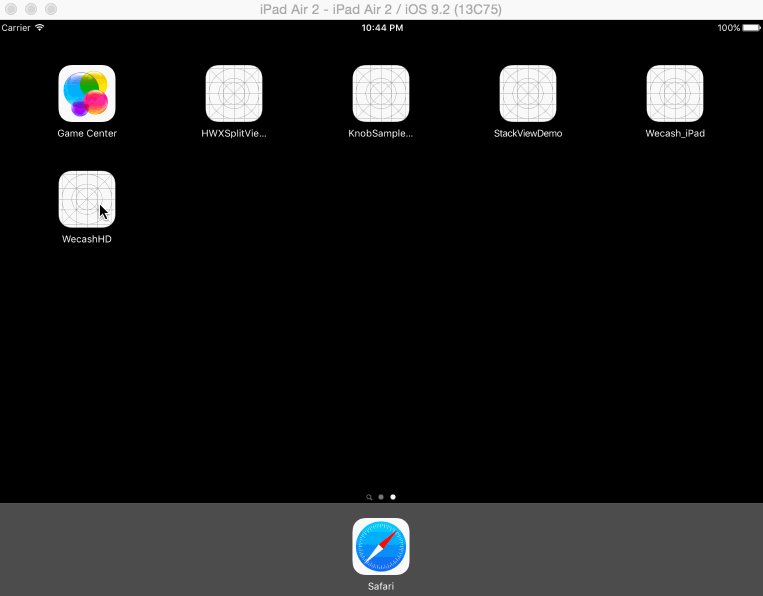 iPad Air 2 - iPad Air 2 / iOS 9.2 (13C75)
Carrier 10:44 PM 100%
Game Center HWXSplitVie... KnobSample... StackViewDemo Wecash_iPad
WecashHD
Safari